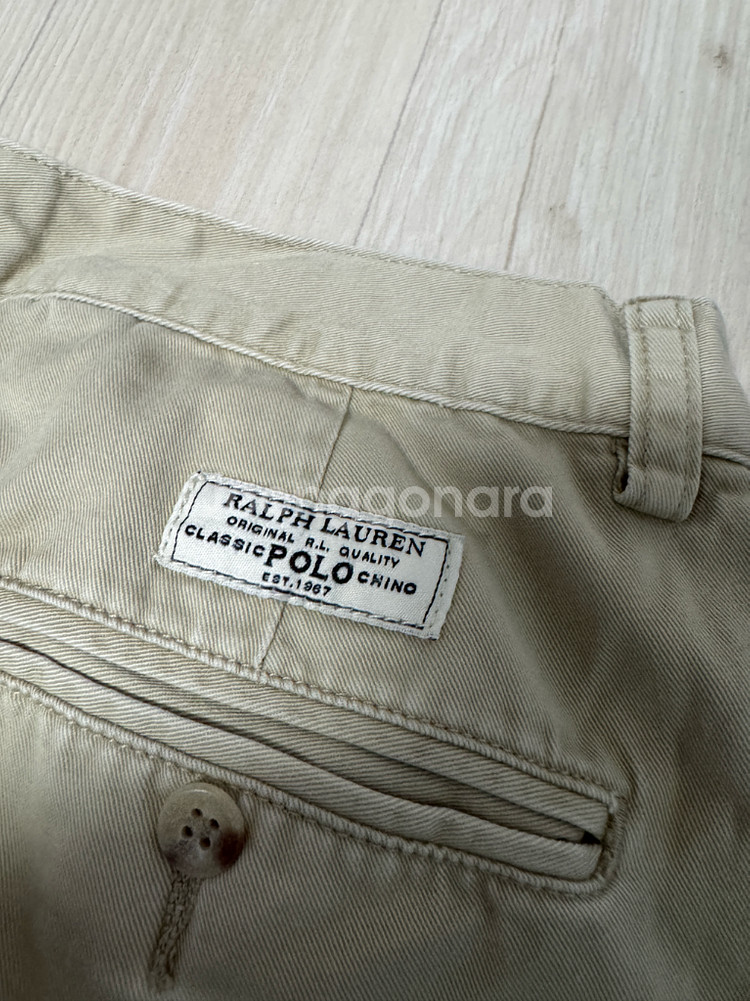 RALPH LAUREN
ORIGINAL R.L. QUALITY
CLASSIC POLO CHINO
EST. 1967